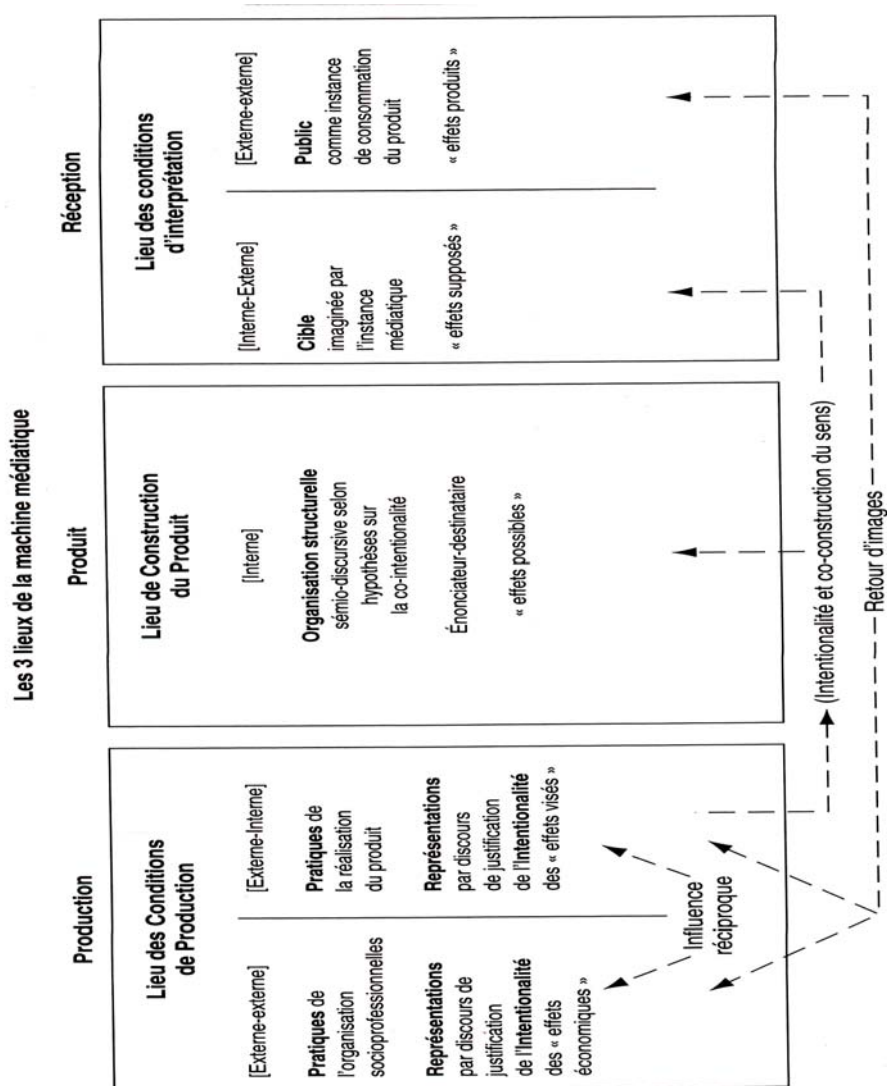 Les 3 lieux de la machine médiatique
Production
Lieu des Conditions
de Production
[Externe-externe]
Pratiques de
l'organisation
socioprofessionnelles
Représentations
par discours de
justification
de l'Intentionalité
des « effets
économiques »
[Externe-Interne]
Pratiques de
la réalisation
du produit
Représentations
par discours
de justification
de l'Intentionalité
des « effets visés »
Influence
réciproque
Produit
Lieu de Construction
du Produit
[Interne]
Organisation structurelle
sémio-discursive selon
hypothèses sur
la co-intentionalité
Énonciateur-destinataire
« effets possibles »
Réception
Lieu des conditions
d'interprétation
[Interne-Externe]
Cible
imaginée par
l'instance
médiatique
« effets supposés »
[Externe-externe]
Public
comme instance
de consommation
du produit
« effets produits »
(Intentionalité et co-construction du sens)
Retour d'images